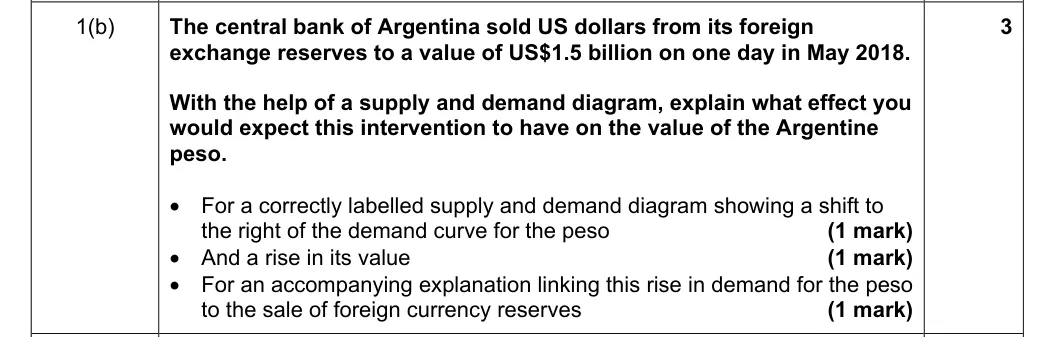 1(b)
The central bank of Argentina sold US dollars from its foreign
3
exchange reserves to a value of US$1.5 billion on one day in May 2018.
With the help of a supply and demand diagram, explain what effect you
would expect this intervention to have on the value of the Argentine
peso.
• For a correctly labelled supply and demand diagram showing a shift to
the right of the demand curve for the peso (1 mark)
• And a rise in its value (1 mark)
• For an accompanying explanation linking this rise in demand for the peso
to the sale of foreign currency reserves (1 mark)